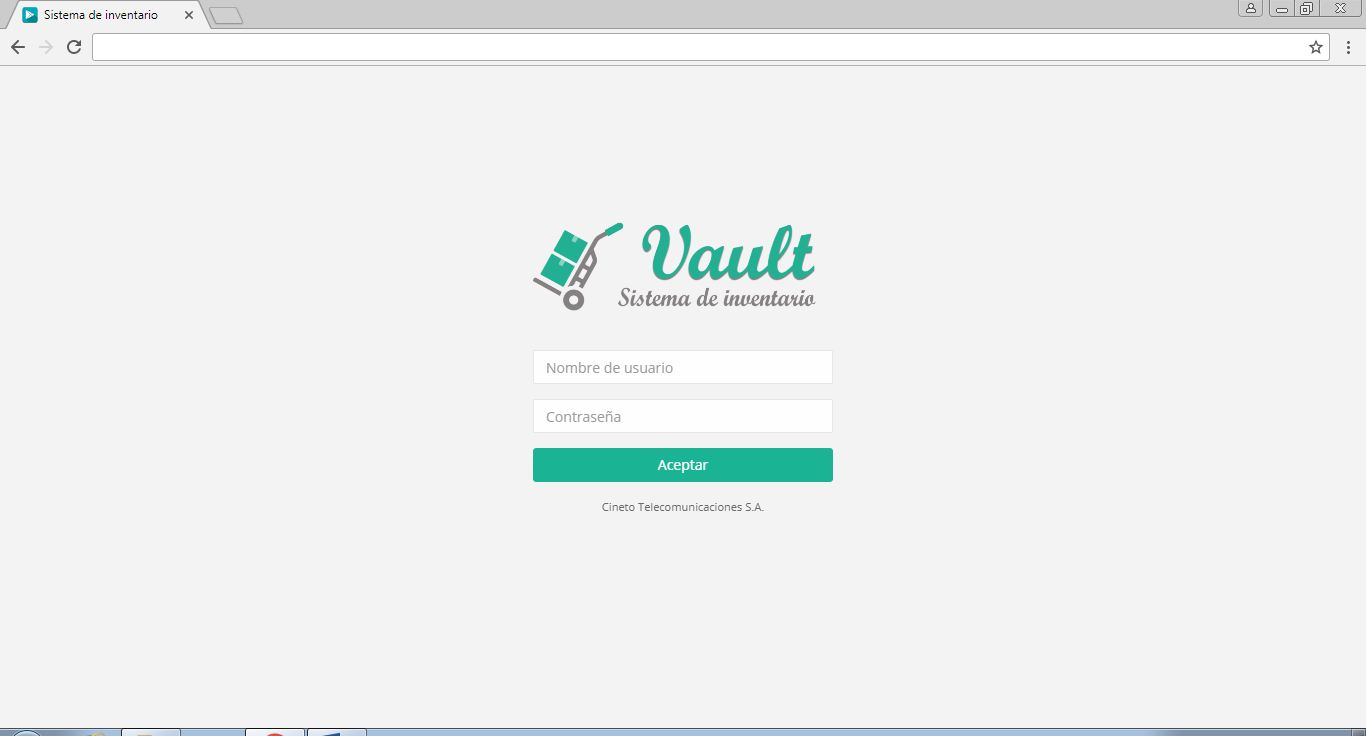 Sistema de inventario
Vault
Sistema de inventario
Nombre de usuario
Contraseña
Aceptar
Cineto Telecomunicaciones S.A.